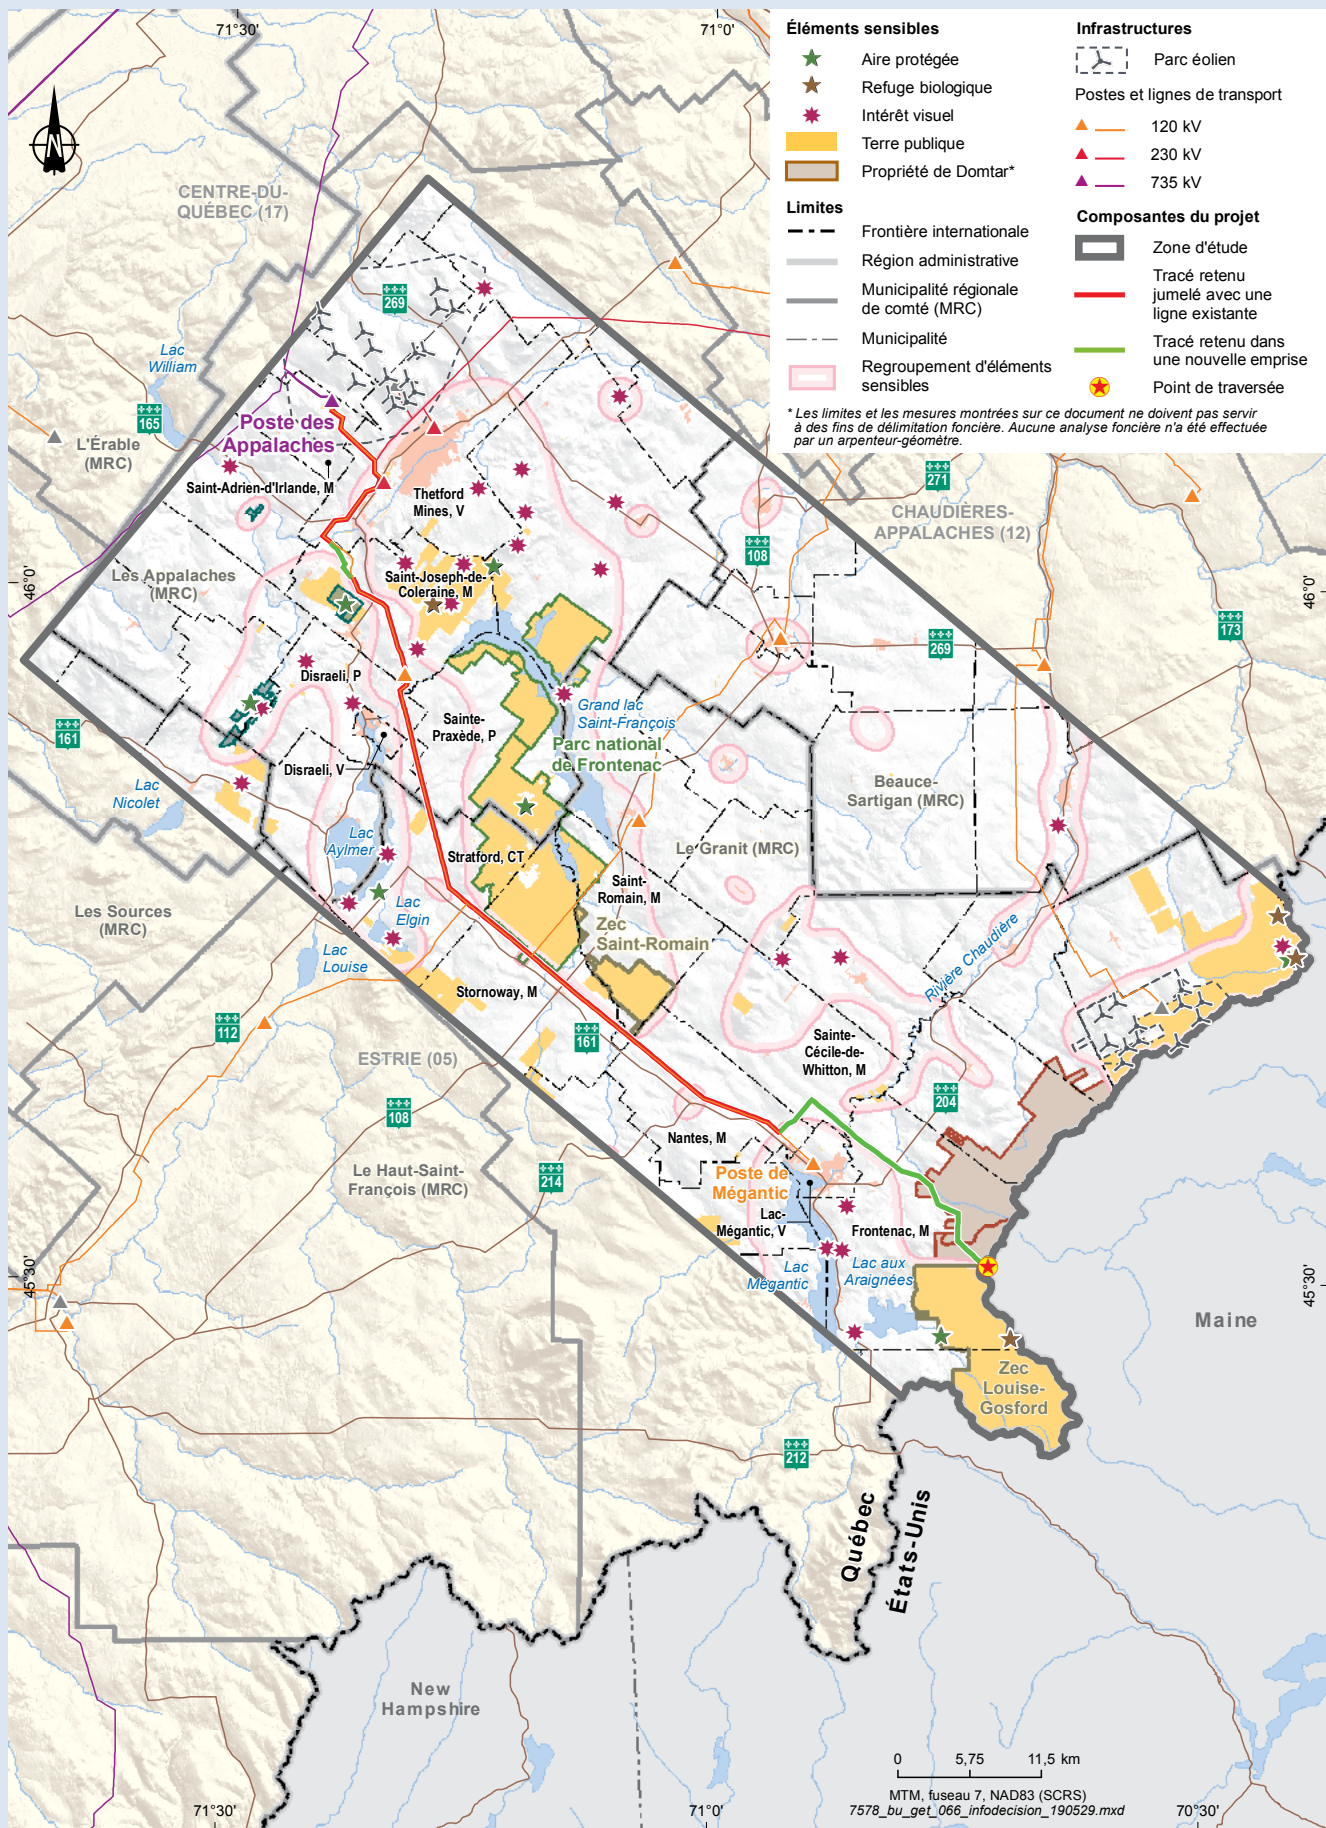 71°30'
71°0'
Éléments sensibles
Aire protégée
Refuge biologique
Intérêt visuel
Terre publique
Propriété de Domtar*
Limites
Frontière internationale
Région administrative
Municipalité régionale
de comté (MRC)
Municipalité
Regroupement d'éléments
sensibles
Infrastructures
Parc éolien
Postes et lignes de transport
120 kV
230 kV
735 kV
Composantes du projet
Zone d'étude
Tracé retenu
jumelé avec une
ligne existante
Tracé retenu dans
une nouvelle emprise
Point de traversée
* Les limites et les mesures montrées sur ce document ne doivent pas servir
à des fins de délimitation foncière. Aucune analyse foncière n'a été effectuée
par un arpenteur-géomètre.
N
CENTRE-DU-
QUÉBEC (17)
269
Lac
William
165
L'Érable
(MRC)
Poste des
Appalaches
Saint-Adrien-d'Irlande, M
Thetford
Mines, V
271
CHAUDIÈRES-
APPALACHES (12)
108
46°0'
Les Appalaches
(MRC)
Saint-Joseph-de-
Coleraine, M
46°0'
173
269
Disraeli, P
161
Sainte-
Praxède, P
Grand lac
Saint-François
Parc national
de Frontenac
Disraeli, V
Lac
Nicolet
Beauce-
Sartigan (MRC)
Lac
Aylmer
Stratford, CT
Le Granit (MRC)
Saint-
Romain, M
Les Sources
(MRC)
Lac
Elgin
Zec
Saint-Romain
Lac
Louise
Rivière Chaudière
Stornoway, M
112
161
ESTRIE (05)
Sainte-
Cécile-de-
Whitton, M
108
204
Nantes, M
Le Haut-Saint-
François (MRC)
214
Poste de
Mégantic
Lac-
Mégantic, V
Frontenac, M
Lac
Mégantic
Lac aux
Araignées
45°30'
45°30'
Maine
Zec
Louise-
Gosford
212
Québec
États-Unis
New
Hampshire
0 5,75 11,5 km
MTM, fuseau 7, NAD83 (SCRS)
7578_bu_get_066_infodecision_190529.mxd
71°30'
71°0'
70°30'